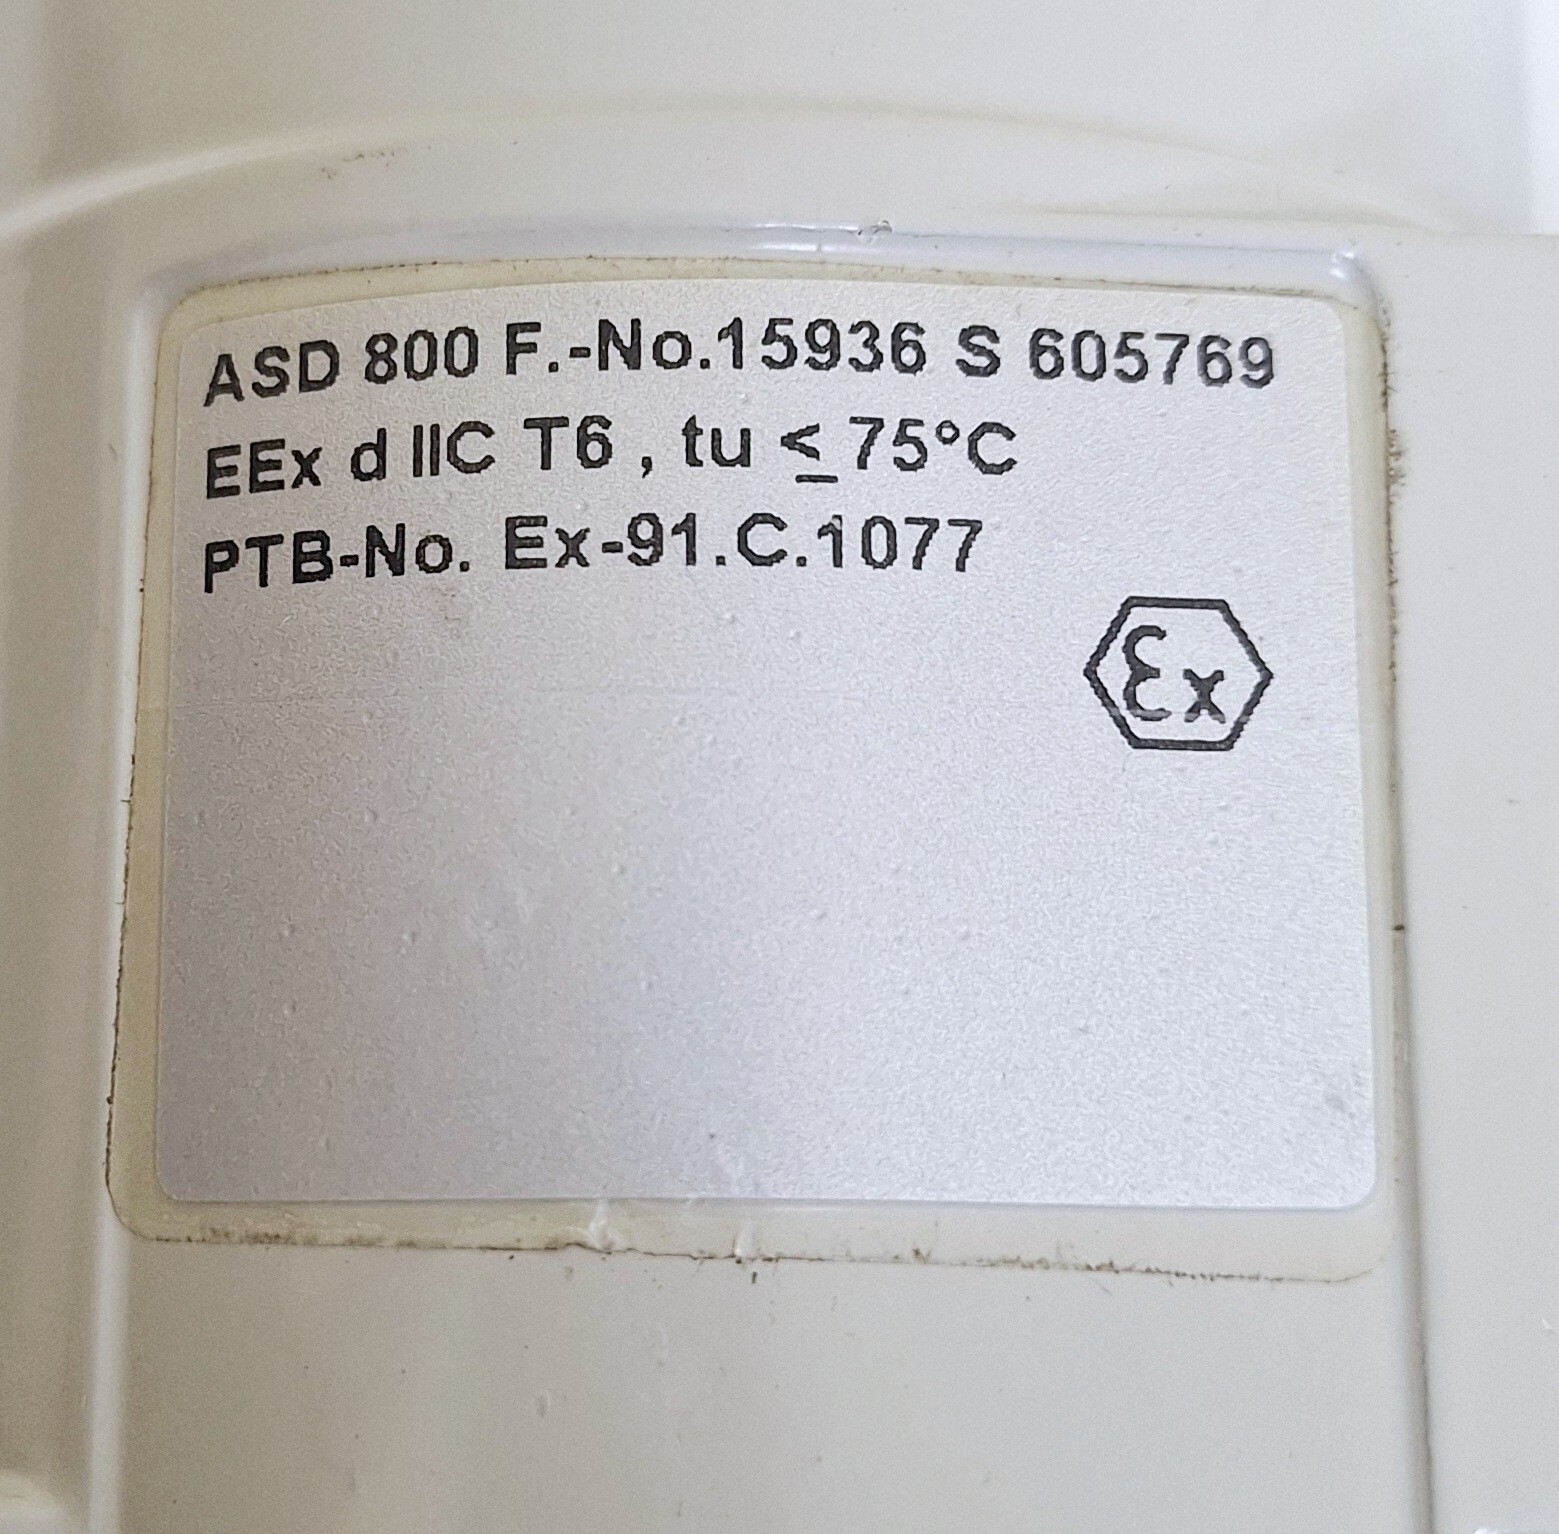 ASD 800 F.-No.15936 S 605769
EEx d IIC T6 , tu ≤ 75°C
PTB-No. Ex-91.C.1077
Ex